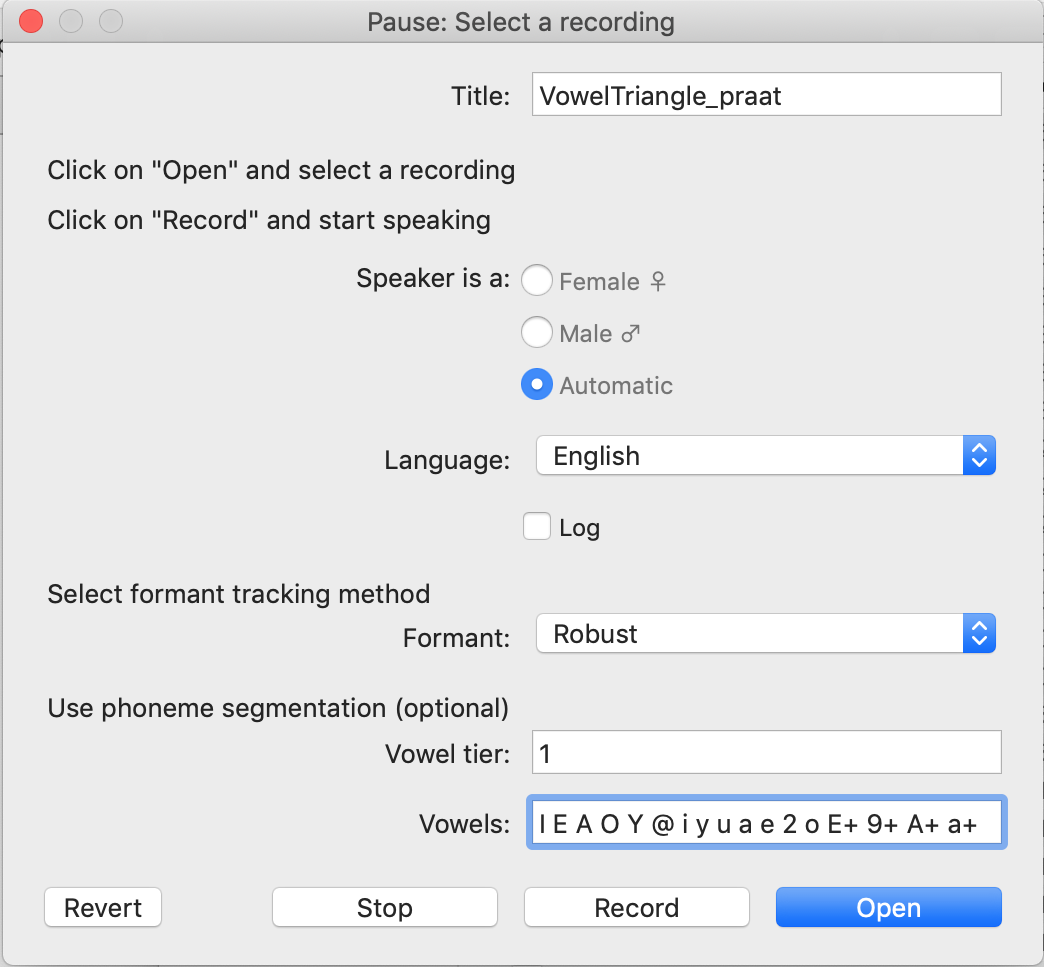 Pause: Select a recording
Title: VowelTriangle_praat
Click on "Open" and select a recording
Click on "Record" and start speaking
Speaker is a: Female ♀
Male ♂
Automatic
Language: English
Log
Select formant tracking method
Formant: Robust
Use phoneme segmentation (optional)
Vowel tier: 1
Vowels: I E A O Y @ i y u a e 2 o E+ 9+ A+ a+
Revert Stop Record Open